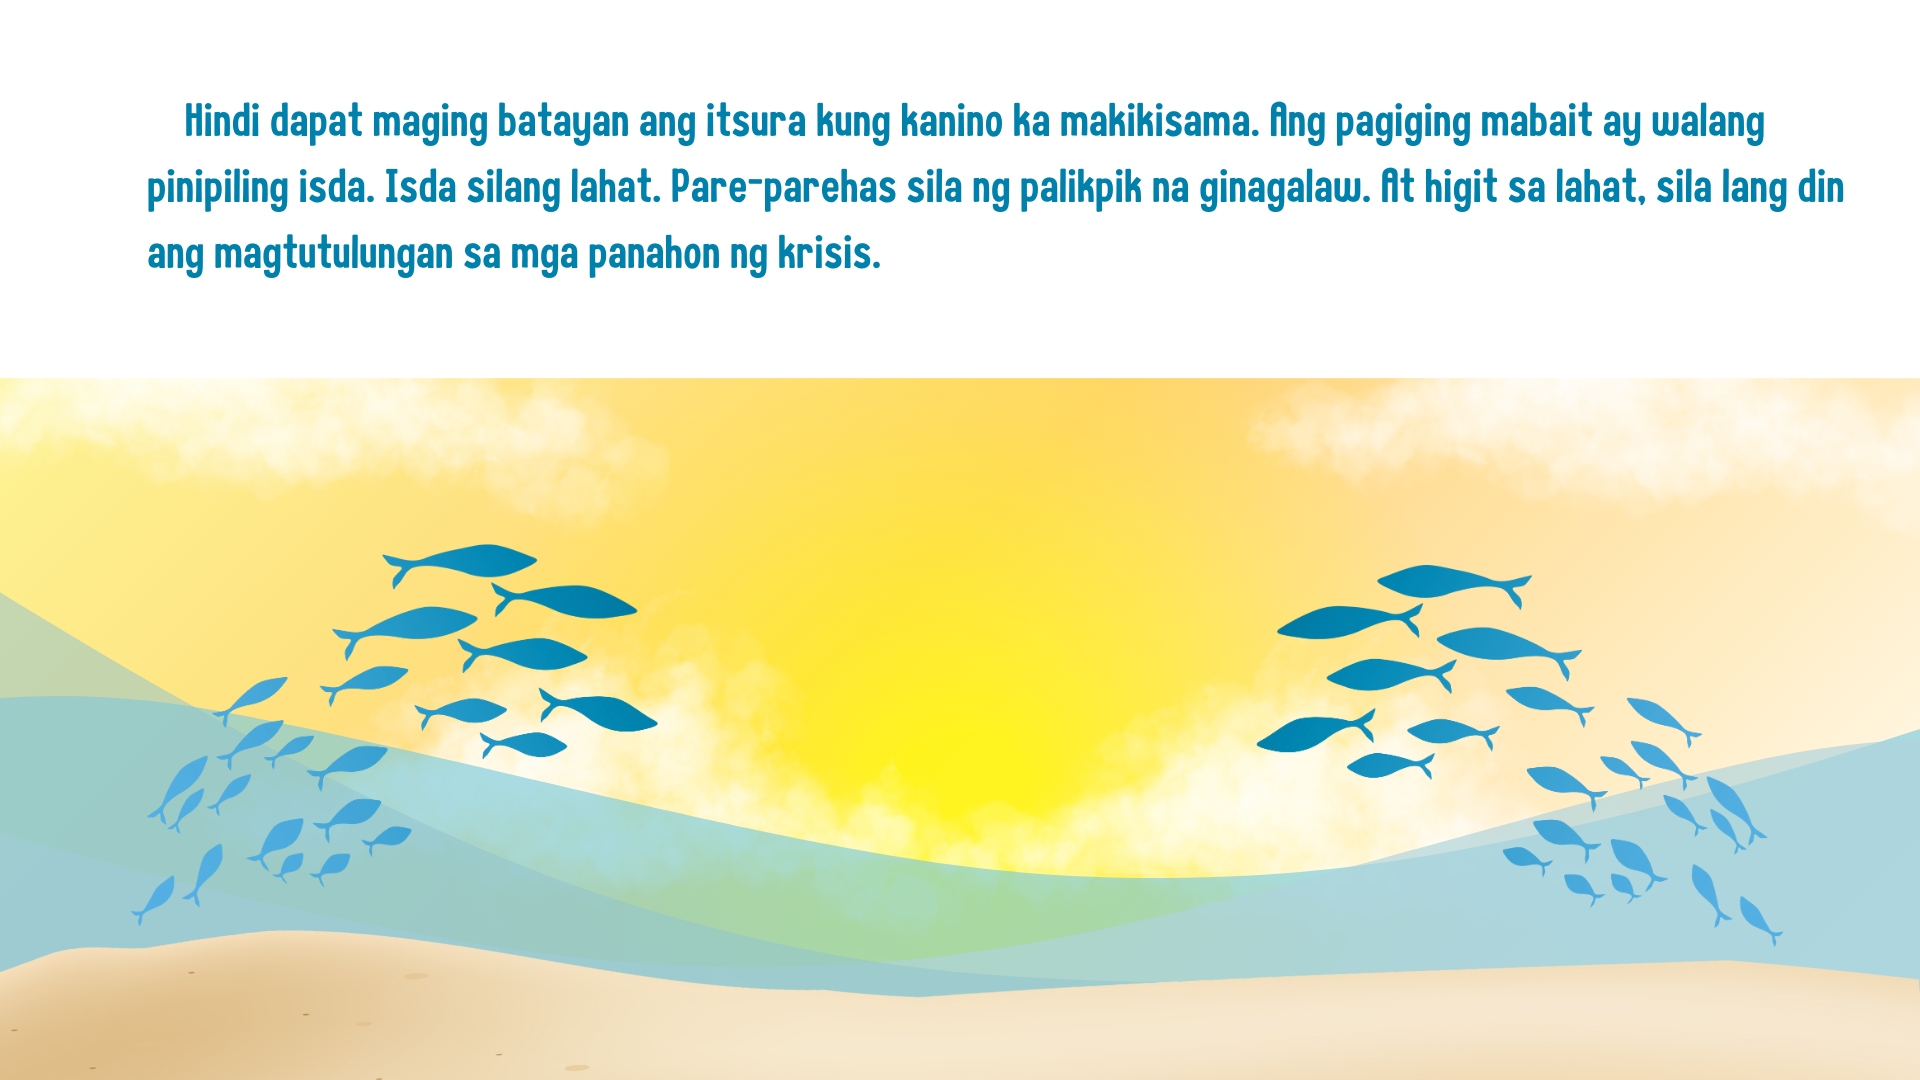 Hindi dapat maging batayan ang itsura kung kanino ka makikisama. Ang pagiging mabait ay walang
pinipiling isda. Isda silang lahat. Pare-parehas sila ng palikpik na ginagalaw. At higit sa lahat, sila lang din
ang magtutulungan sa mga panahon ng krisis.